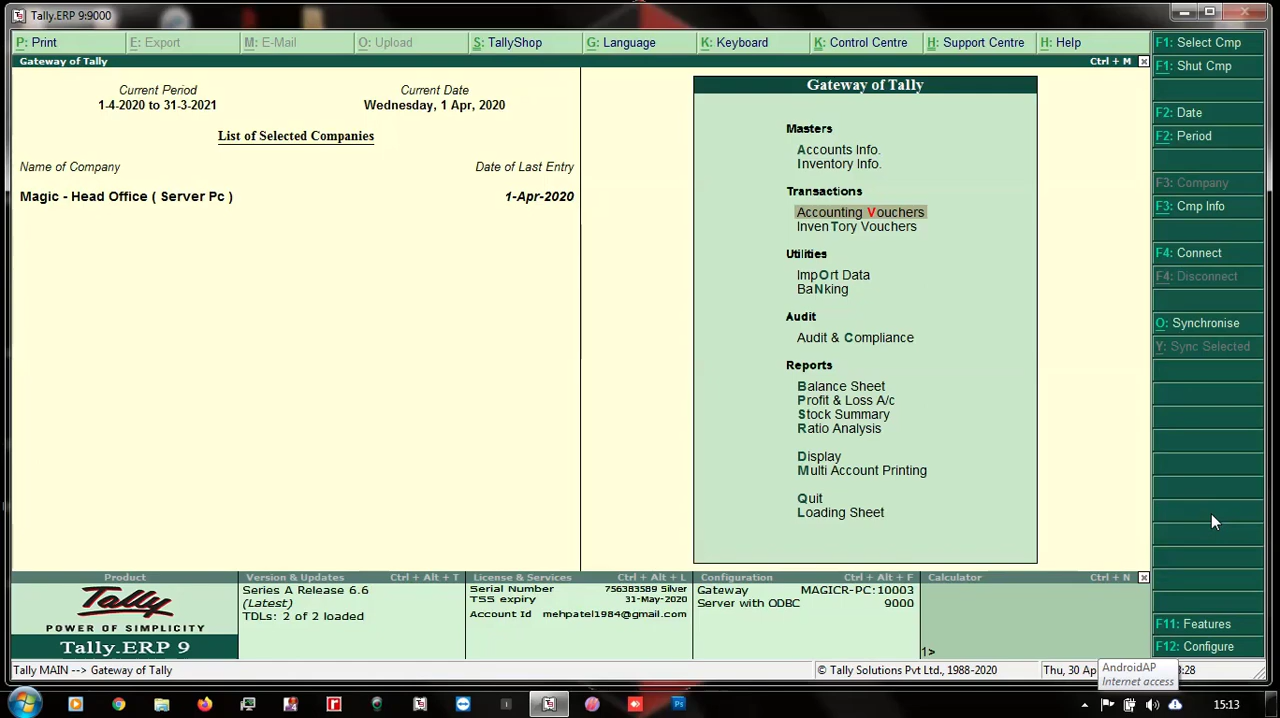 Tally.ERP 9:9000
P: Print
E: Export
M: E-Mail
O: Upload
S: TallyShop
G: Language
K: Keyboard
K: Control Centre
H: Support Centre
H: Help
Gateway of Tally
Ctrl + M
Current Period
1-4-2020 to 31-3-2021
Current Date
Wednesday, 1 Apr, 2020
List of Selected Companies
Name of Company
Date of Last Entry
Magic - Head Office ( Server Pc )
1-Apr-2020
Gateway of Tally
Masters
Accounts Info.
Inventory Info.
Transactions
Accounting Vouchers
InvenTory Vouchers
Utilities
ImpOrt Data
BaNking
Audit
Audit & Compliance
Reports
Balance Sheet
Profit & Loss A/c
Stock Summary
Ratio Analysis
Display
Multi Account Printing
Quit
Loading Sheet
F1: Select Cmp
F1: Shut Cmp
F2: Date
F2: Period
F3: Company
F3: Cmp Info
F4: Connect
F4: Disconnect
O: Synchronise
Y: Sync Selected
F11: Features
F12: Configure
Product
Tally
POWER OF SIMPLICITY
Tally.ERP 9
Version & Updates
Ctrl + Alt + T
Series A Release 6.6
(Latest)
TDLs: 2 of 2 loaded
License & Services
Ctrl + Alt + L
Serial Number
756383589 Silver
TSS expiry
31-May-2020
Account Id
mehpatel1984@gmail.com
Configuration
Ctrl + Alt + F
Gateway
MAGICR-PC:10003
Server with ODBC
9000
Calculator
Ctrl + N
1>
Tally MAIN --> Gateway of Tally
© Tally Solutions Pvt Ltd., 1988-2020
Thu, 30 Ap
3:28
AndroidAP
Internet access
15:13